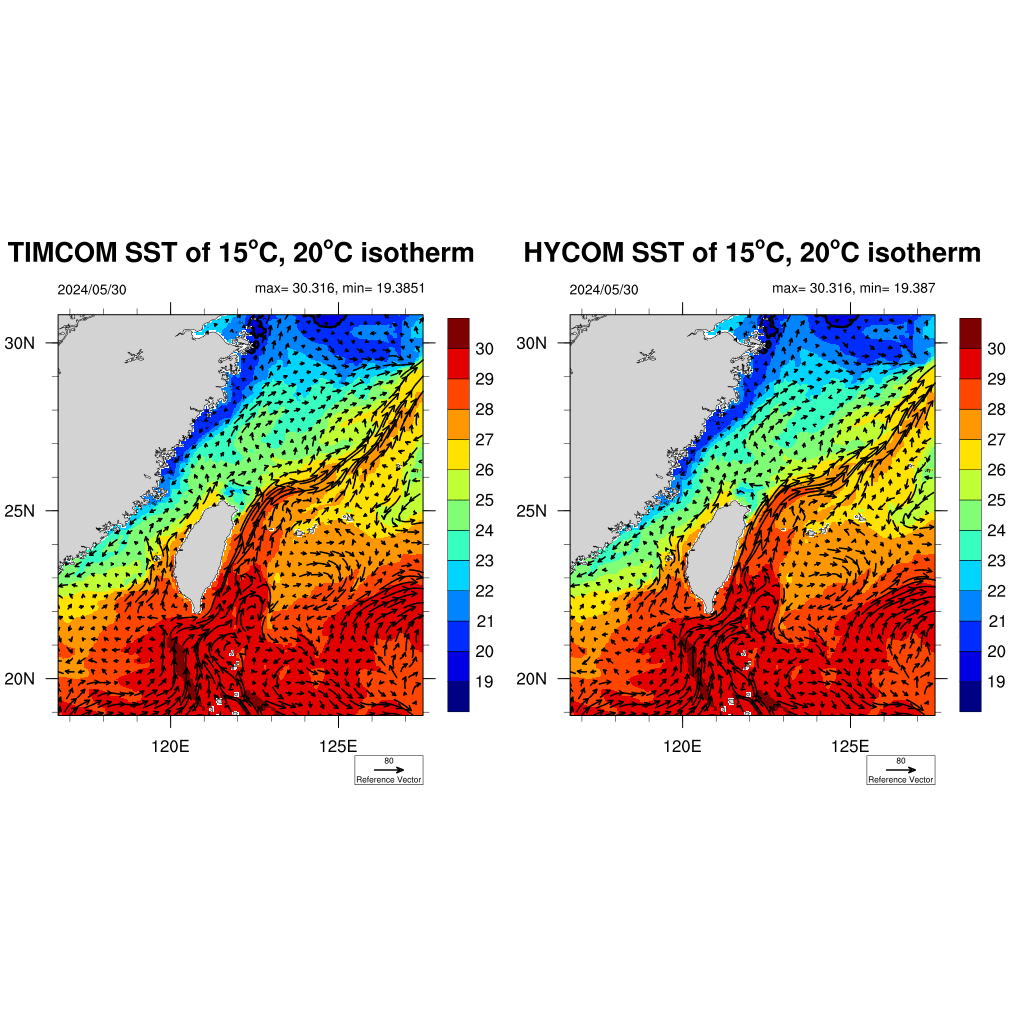 TIMCOM SST of 15°C, 20°C isotherm
2024/05/30 max= 30.316, min= 19.3851
30N
25N
20N
120E 125E
30
29
28
27
26
25
24
23
22
21
20
19
80
Reference Vector
HYCOM SST of 15°C, 20°C isotherm
2024/05/30 max= 30.316, min= 19.387
30N
25N
20N
120E 125E
30
29
28
27
26
25
24
23
22
21
20
19
80
Reference Vector